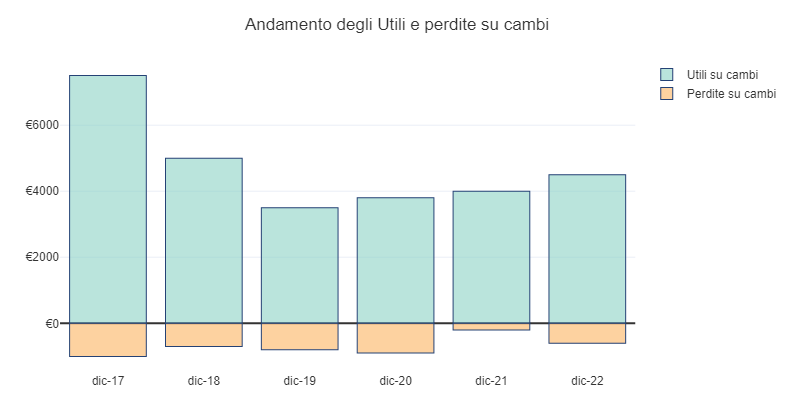 Andamento degli Utili e perdite su cambi
Utili su cambi
Perdite su cambi
€6000
€4000
€2000
€0
dic-17 dic-18 dic-19 dic-20 dic-21 dic-22